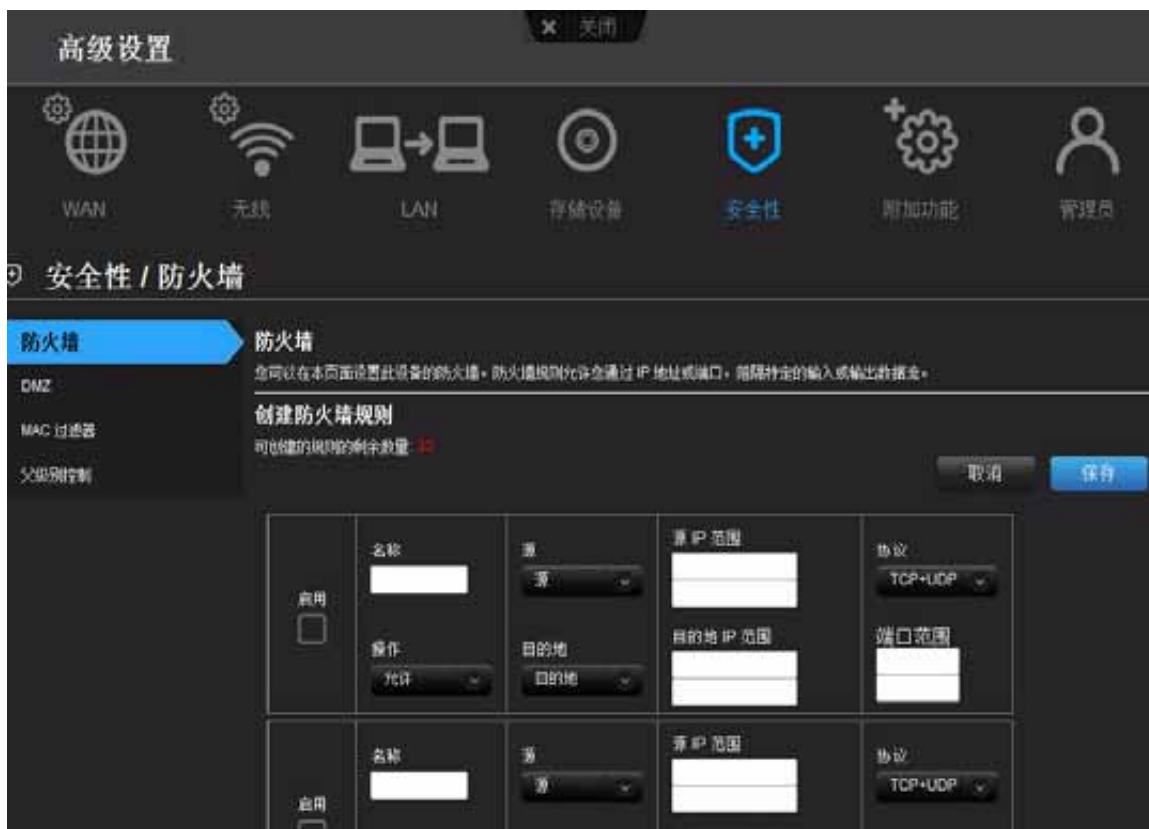 关闭
高级设置
WAN
无线
LAN
存储设备
安全性
附加功能
管理员
安全性 / 防火墙
防火墙
DMZ
MAC 过滤器
父级别控制
防火墙
您可以在本页面设置此设备的防火墙。防火墙规则允许您通过 IP 地址或端口，阻隔特定的输入或输出数据流。
创建防火墙规则
可创建的规则的剩余数量:
取消
保存
启用
名称
操作
允许
源
源
目的地
目的地
源 IP 范围
目的地 IP 范围
协议
TCP+UDP
端口范围
启用
名称
源
源
源 IP 范围
协议
TCP+UDP